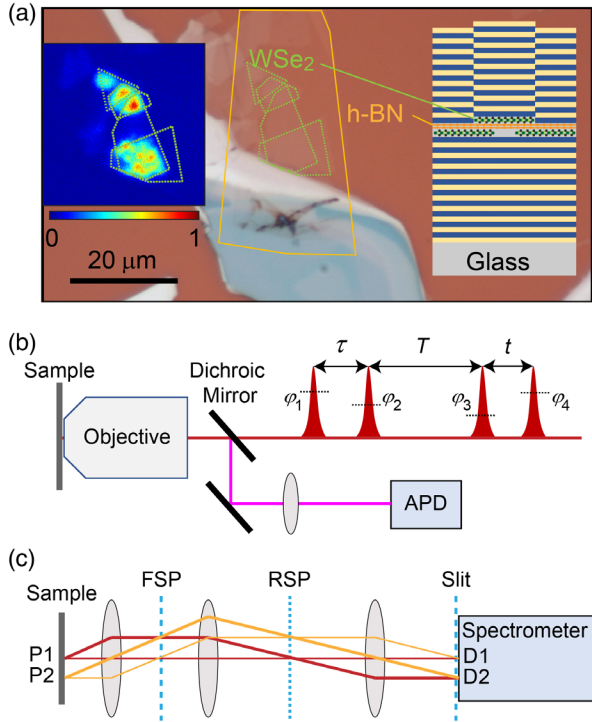 (a)
WSe₂
h-BN
0 1
20 μm
Glass
(b)
Sample
Dichroic
Mirror
τ T t
φ₁ φ₂ φ₃ φ₄
Objective
APD
(c)
Sample
FSP RSP Slit
Spectrometer
P1 D1
P2 D2